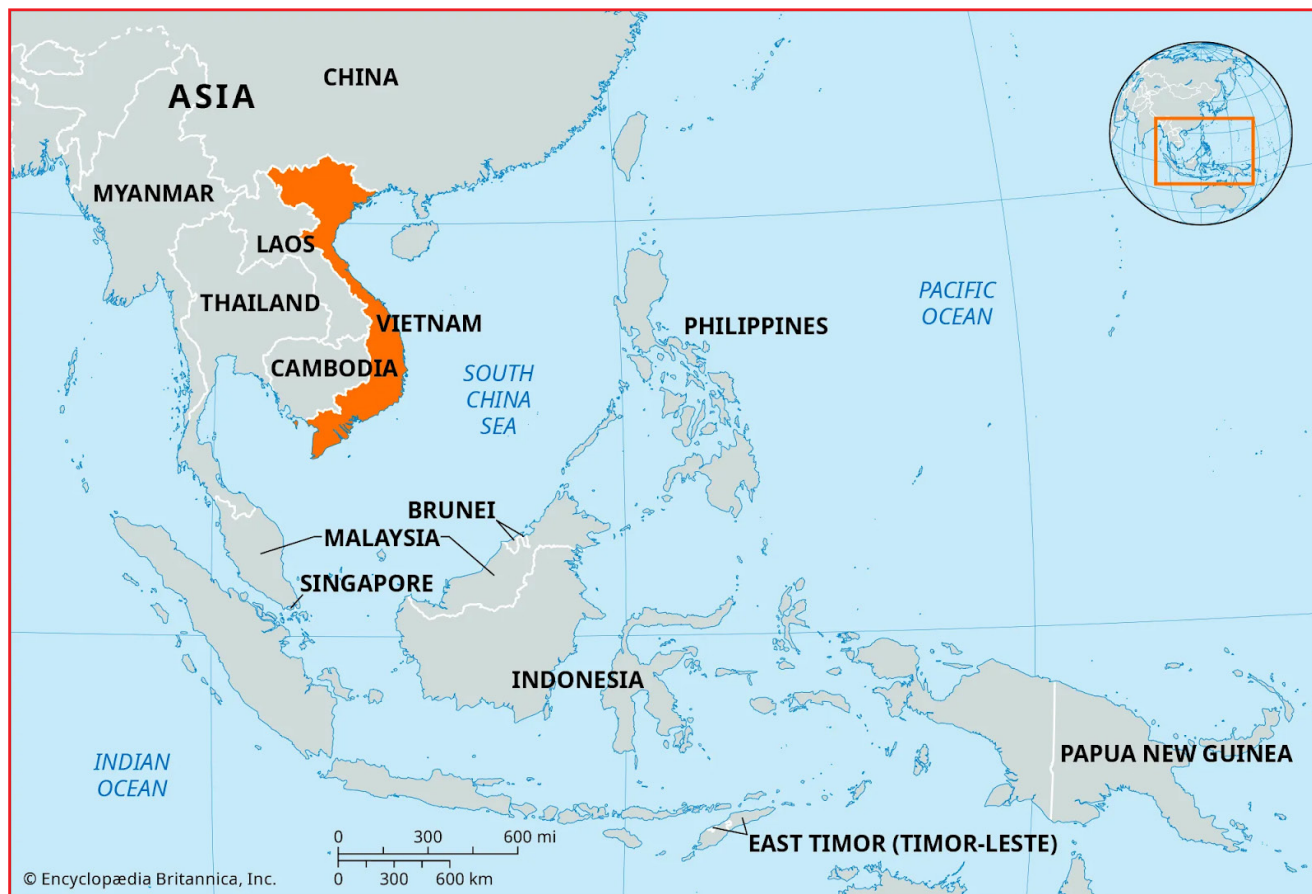 CHINA
ASIA
MYANMAR
LAOS
THAILAND
VIETNAM
CAMBODIA
SOUTH
CHINA
SEA
PHILIPPINES
PACIFIC
OCEAN
BRUNEI
MALAYSIA
SINGAPORE
INDONESIA
INDIAN
OCEAN
PAPUA NEW GUINEA
EAST TIMOR (TIMOR-LESTE)
0 300 600 mi
0 300 600 km
© Encyclopædia Britannica, Inc.